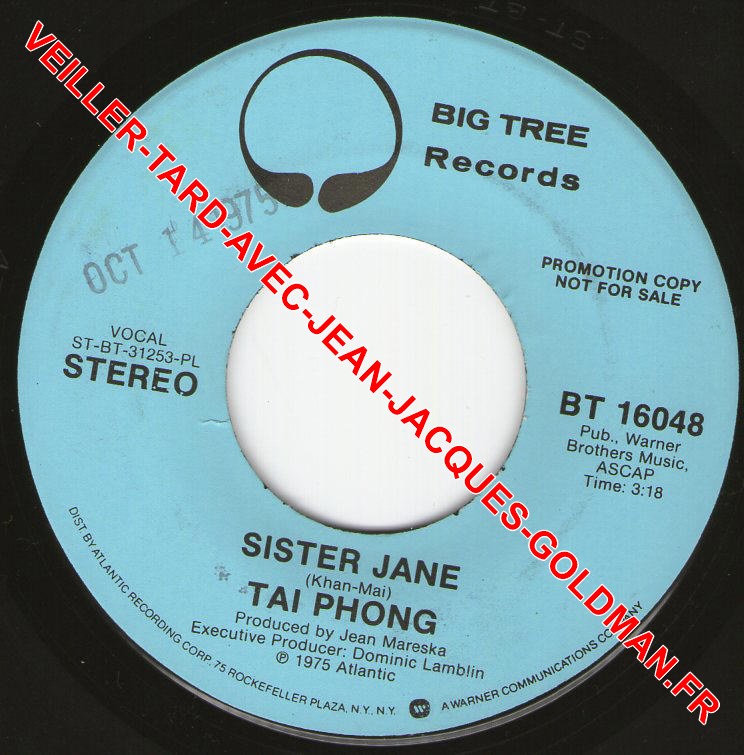 BIG TREE
Records
OCT 14 1975
PROMOTION COPY
NOT FOR SALE
VOCAL
ST-BT-31253-PL
STEREO
BT 16048
Pub., Warner
Brothers Music,
ASCAP
Time: 3:18
SISTER JANE
(Khan-Mai)
TAI PHONG
Produced by Jean Mareska
Executive Producer: Dominic Lamblin
℗ 1975 Atlantic
DIST. BY ATLANTIC RECORDING CORP. 75 ROCKEFELLER PLAZA, N.Y. N.Y. A WARNER COMMUNICATIONS COMPANY
VEILLER-TARD-AVEC-JEAN-JACQUES-GOLDMAN.FR